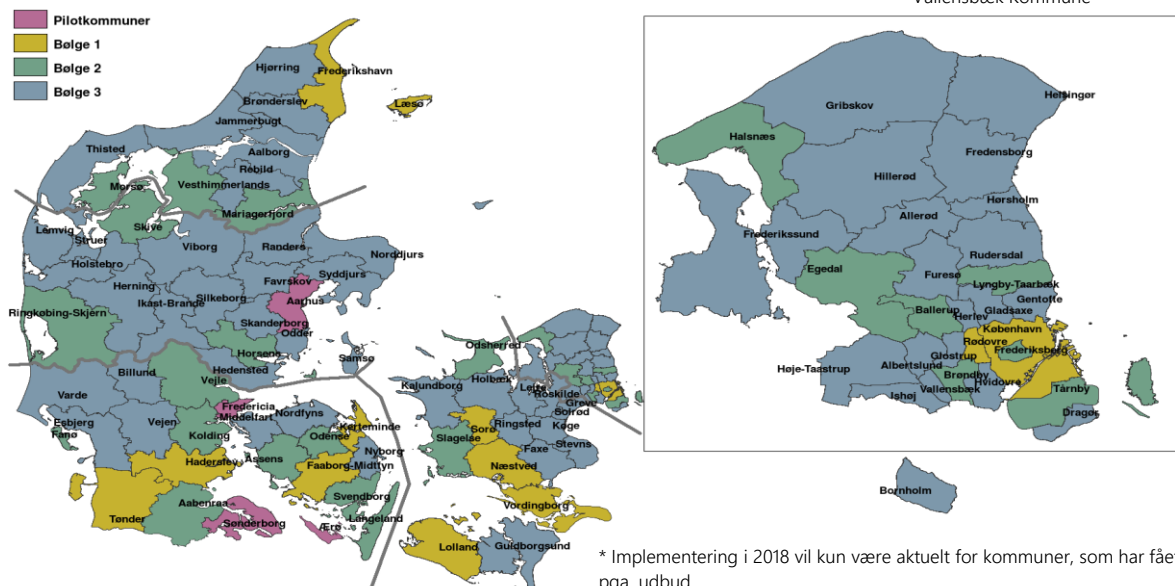 Vallensbæk Kommune
Pilotkommuner
Bølge 1
Bølge 2
Bølge 3
Hjørring
Frederikshavn
Læsø
Brønderslev
Jammerbugt
Thisted
Aalborg
Rebild
Morsø
Vesthimmerlands
Mariagerfjord
Skive
Lemvig
Struer
Viborg
Randers
Norddjurs
Holstebro
Syddjurs
Favrskov
Herning
Aarhus
Silkeborg
Ikast-Brande
Ringkøbing-Skjern
Skanderborg
Odder
Horsens
Samsø
Hedensted
Billund
Vejle
Varde
Fredericia
Middelfart
Nordfyns
Kerteminde
Esbjerg
Fanø
Vejen
Kolding
Odense
Nyborg
Assens
Haderslev
Faaborg-Midtfyn
Svendborg
Aabenraa
Langeland
Tønder
Sønderborg
Ærø
Odsherred
Kalundborg
Holbæk
Lejre
Roskilde
Greve
Solrød
Sorø
Ringsted
Køge
Slagelse
Stevns
Faxe
Næstved
Vordingborg
Lolland
Guldborgsund
Helsingør
Gribskov
Halsnæs
Fredensborg
Hillerød
Hørsholm
Allerød
Frederikssund
Rudersdal
Egedal
Furesø
Lyngby-Taarbæk
Gentofte
Ballerup
Gladsaxe
Herlev
København
Rødovre
Frederiksberg
Glostrup
Albertslund
Høje-Taastrup
Brøndby
Hvidovre
Vallensbæk
Ishøj
Tårnby
Dragør
Bornholm
* Implementering i 2018 vil kun være aktuelt for kommuner, som har fået
pga. udbud